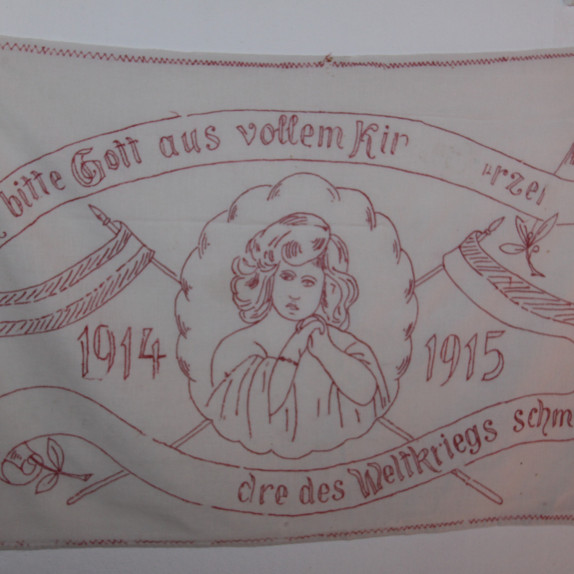 bitte Gott aus vollem Kir rzei
1914 1915
dre des Weltkriegs schm